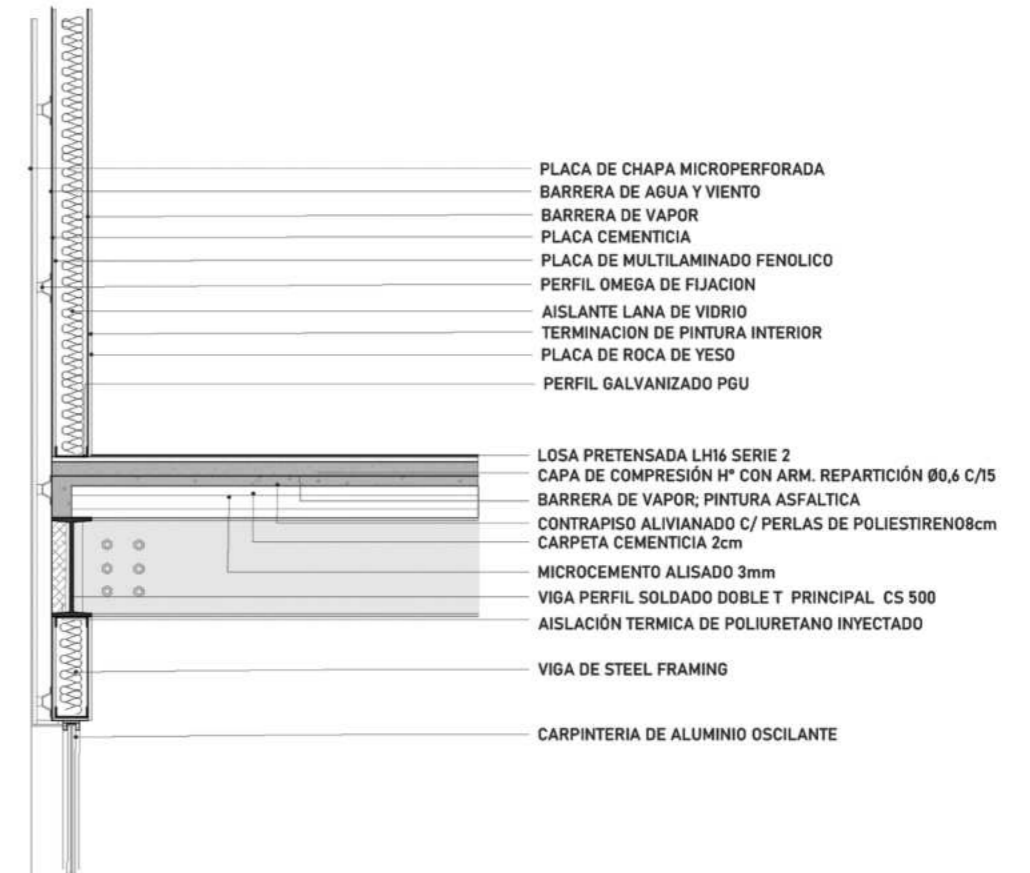 PLACA DE CHAPA MICROPERFORADA
BARRERA DE AGUA Y VIENTO
BARRERA DE VAPOR
PLACA CEMENTICIA
PLACA DE MULTILAMINADO FENOLICO
PERFIL OMEGA DE FIJACION
AISLANTE LANA DE VIDRIO
TERMINACION DE PINTURA INTERIOR
PLACA DE ROCA DE YESO
PERFIL GALVANIZADO PGU
LOSA PRETENSADA LH16 SERIE 2
CAPA DE COMPRESIÓN H° CON ARM. REPARTICIÓN Ø0,6 C/15
BARRERA DE VAPOR; PINTURA ASFALTICA
CONTRAPISO ALIVIANADO C/ PERLAS DE POLIESTIRENO8cm
CARPETA CEMENTICIA 2cm
MICROCEMENTO ALISADO 3mm
VIGA PERFIL SOLDADO DOBLE T PRINCIPAL CS 500
AISLACIÓN TERMICA DE POLIURETANO INYECTADO
VIGA DE STEEL FRAMING
CARPINTERIA DE ALUMINIO OSCILANTE